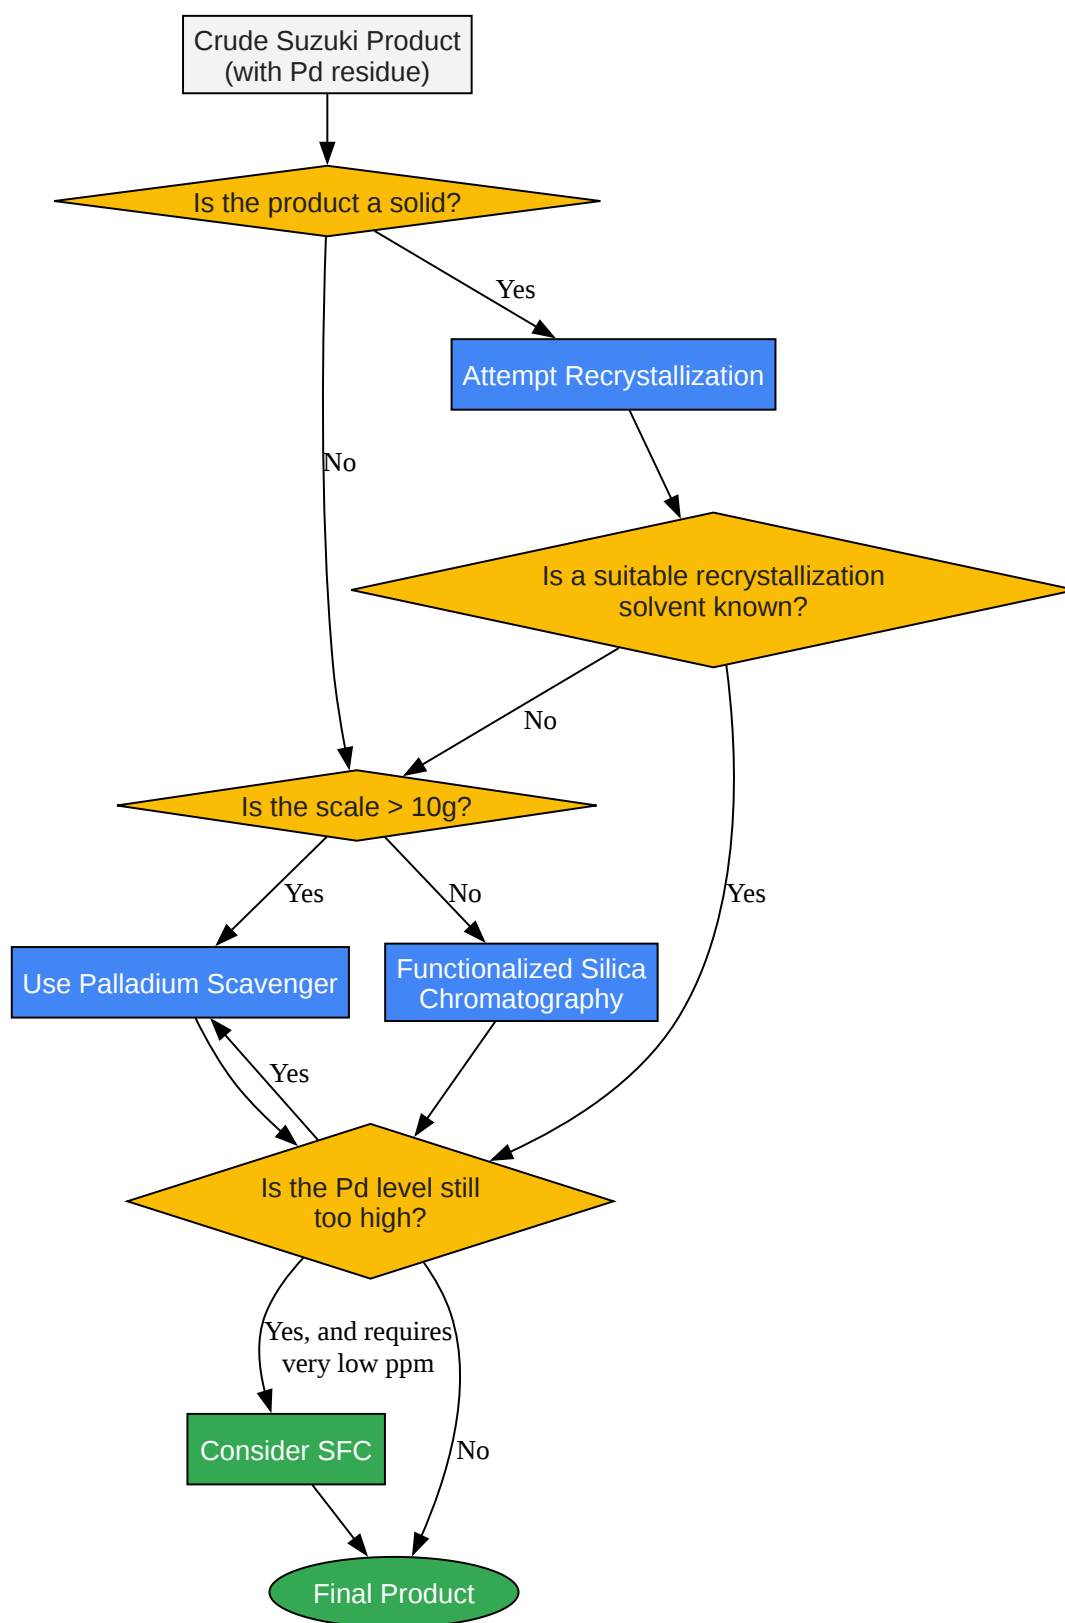 Crude Suzuki Product
(with Pd residue)
Is the product a solid?
Yes
Attempt Recrystallization
No
Is a suitable recrystallization
solvent known?
No
Is the scale > 10g?
Yes
No
Yes
Use Palladium Scavenger
Functionalized Silica
Chromatography
Yes
Is the Pd level still
too high?
Yes, and requires
very low ppm
Consider SFC
No
Final Product